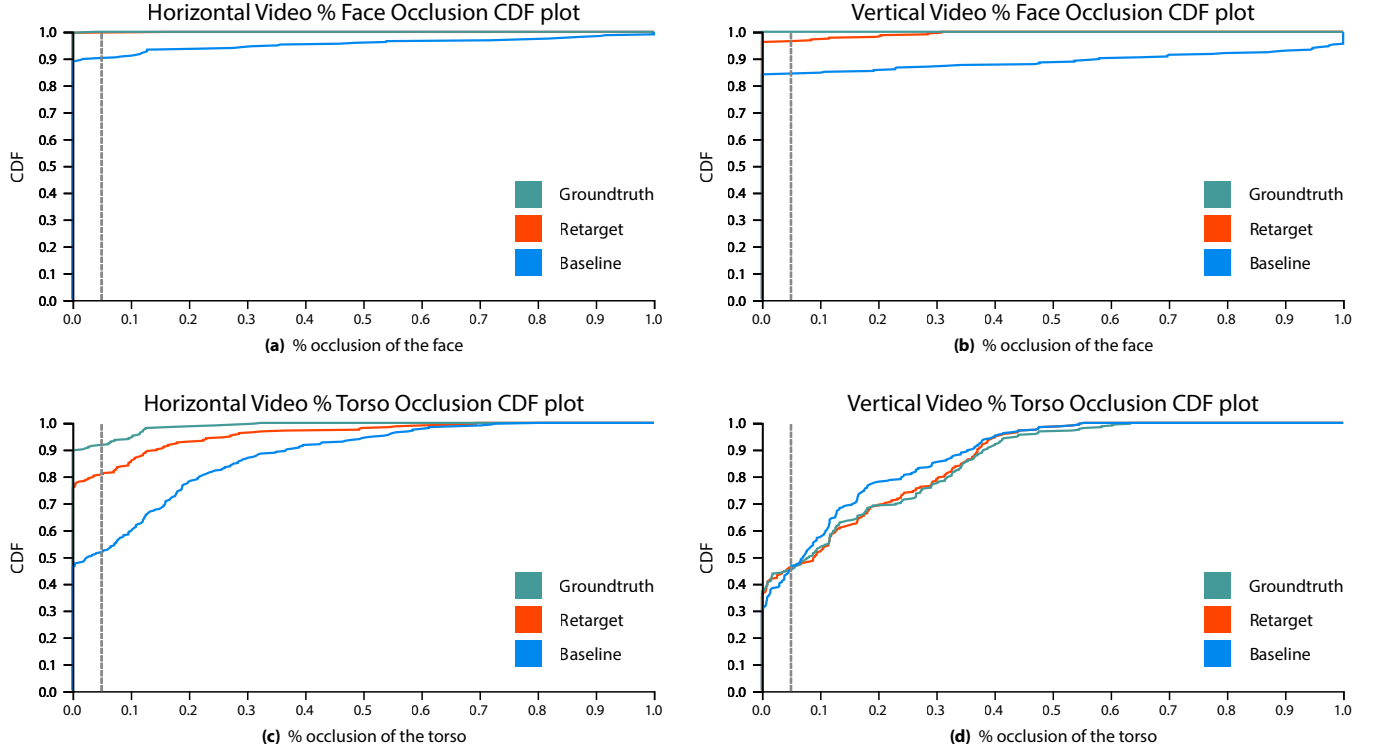 Horizontal Video % Face Occlusion CDF plot
1.0
0.9
0.8
0.7
0.6
0.5
0.4
0.3
0.2
0.1
0.0
CDF
Groundtruth
Retarget
Baseline
0.0 0.1 0.2 0.3 0.4 0.5 0.6 0.7 0.8 0.9 1.0
(a) % occlusion of the face
Vertical Video % Face Occlusion CDF plot
1.0
0.9
0.8
0.7
0.6
0.5
0.4
0.3
0.2
0.1
0.0
CDF
Groundtruth
Retarget
Baseline
0.0 0.1 0.2 0.3 0.4 0.5 0.6 0.7 0.8 0.9 1.0
(b) % occlusion of the face
Horizontal Video % Torso Occlusion CDF plot
1.0
0.9
0.8
0.7
0.6
0.5
0.4
0.3
0.2
0.1
0.0
CDF
Groundtruth
Retarget
Baseline
0.0 0.1 0.2 0.3 0.4 0.5 0.6 0.7 0.8 0.9 1.0
(c) % occlusion of the torso
Vertical Video % Torso Occlusion CDF plot
1.0
0.9
0.8
0.7
0.6
0.5
0.4
0.3
0.2
0.1
0.0
CDF
Groundtruth
Retarget
Baseline
0.0 0.1 0.2 0.3 0.4 0.5 0.6 0.7 0.8 0.9 1.0
(d) % occlusion of the torso